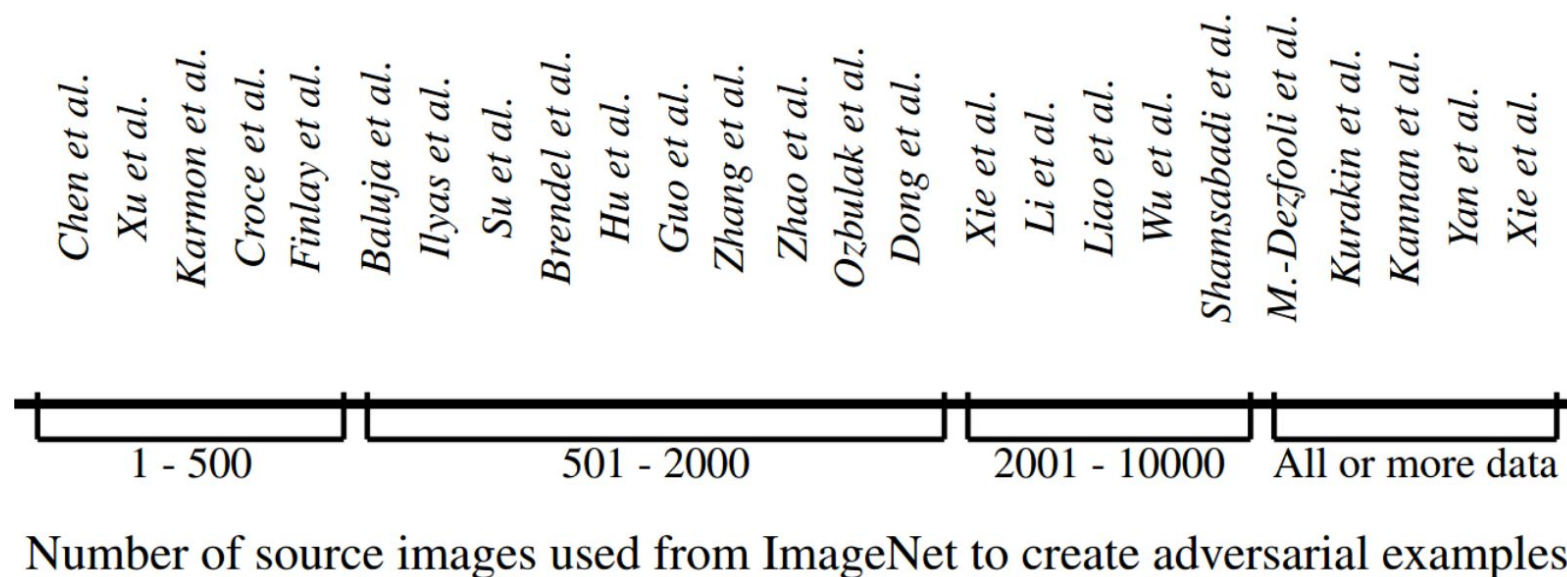 Chen et al.
Xu et al.
Karmon et al.
Croce et al.
Finlay et al.
Baluja et al.
Ilyas et al.
Su et al.
Brendel et al.
Hu et al.
Guo et al.
Zhang et al.
Zhao et al.
Ozbulak et al.
Dong et al.
Xie et al.
Li et al.
Liao et al.
Wu et al.
Shamsabadi et al.
M.-Dezfooli et al.
Kurakin et al.
Kannan et al.
Yan et al.
Xie et al.
1 - 500
501 - 2000
2001 - 10000
All or more data
Number of source images used from ImageNet to create adversarial examples